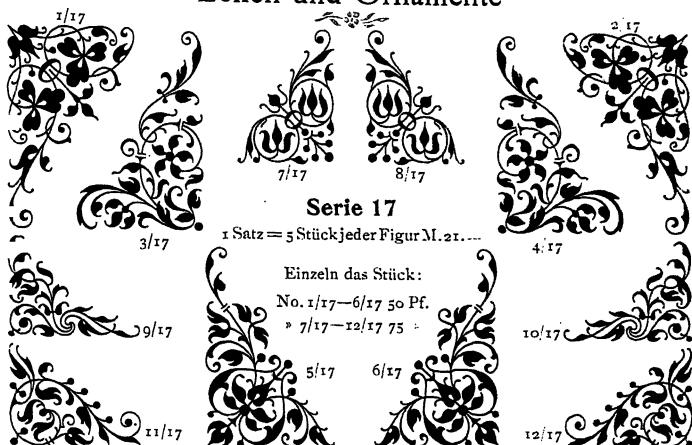 und Ornamente
1/17
2/17
7/17
8/17
Serie 17
1 Satz = 5 Stück jeder Figur M. 21.—
3/17
4/17
Einzeln das Stück:
No. 1/17—6/17 50 Pf.
" 7/17—12/17 75 "
9/17
10/17
5/17
6/17
11/17
12/17